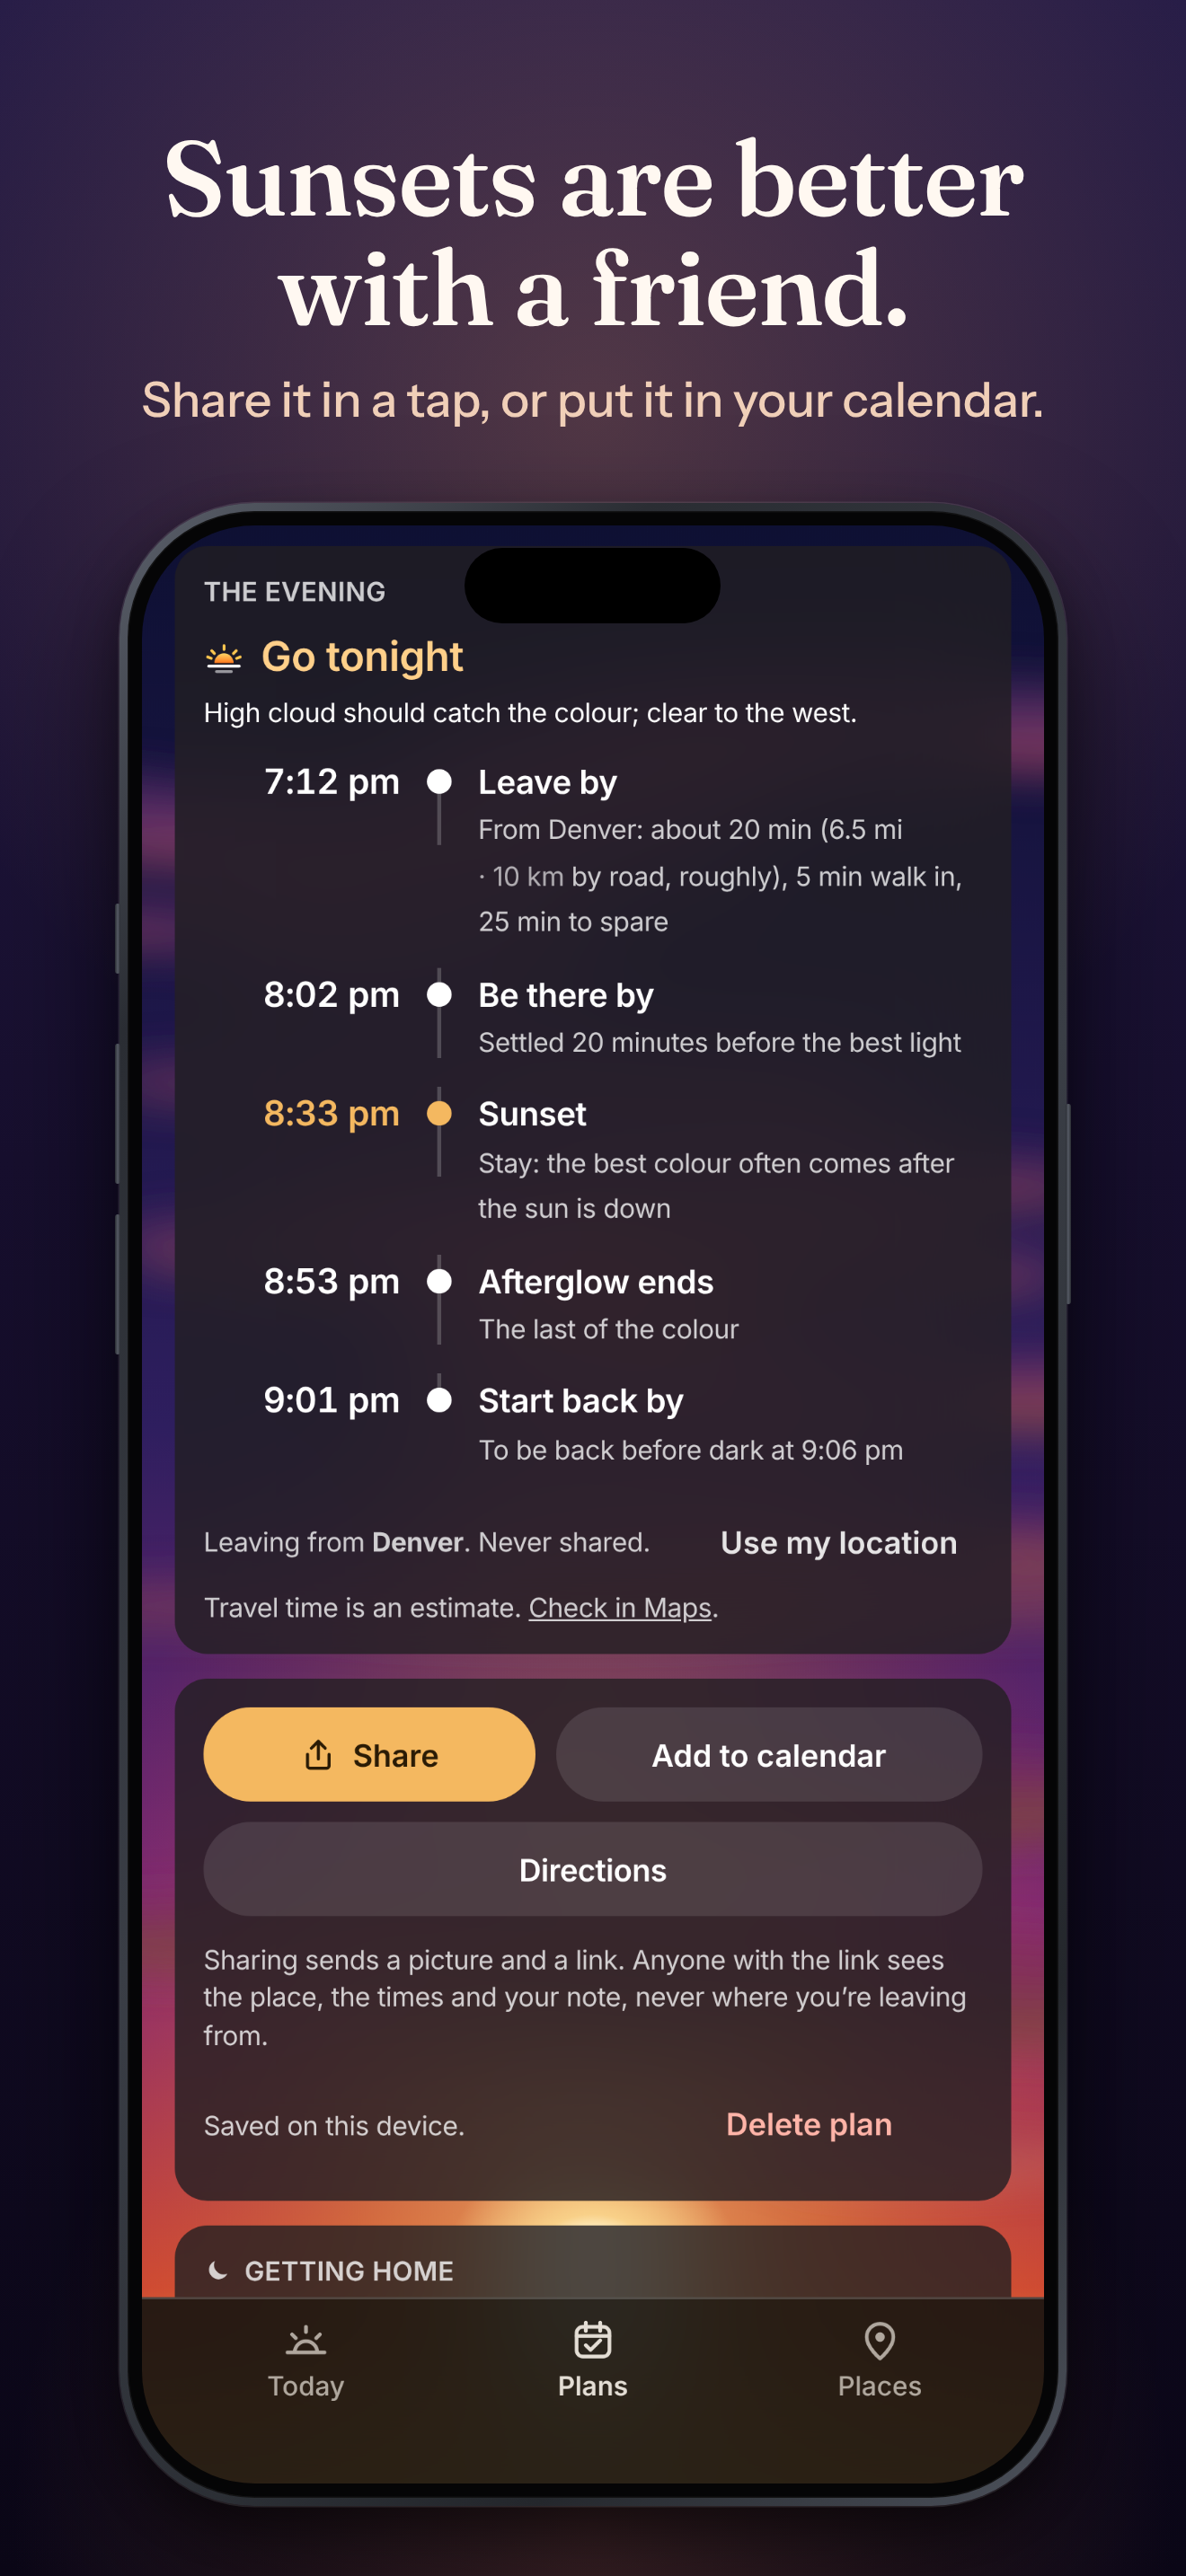 Sunsets are better
with a friend.
Share it in a tap, or put it in your calendar.
THE EVENING
Go tonight
High cloud should catch the colour; clear to the west.
7:12 pm
Leave by
From Denver: about 20 min (6.5 mi
· 10 km by road, roughly), 5 min walk in,
25 min to spare
8:02 pm
Be there by
Settled 20 minutes before the best light
8:33 pm
Sunset
Stay: the best colour often comes after
the sun is down
8:53 pm
Afterglow ends
The last of the colour
9:01 pm
Start back by
To be back before dark at 9:06 pm
Leaving from Denver. Never shared.
Use my location
Travel time is an estimate. Check in Maps.
Share
Add to calendar
Directions
Sharing sends a picture and a link. Anyone with the link sees
the place, the times and your note, never where you’re leaving
from.
Saved on this device.
Delete plan
GETTING HOME
Today
Plans
Places